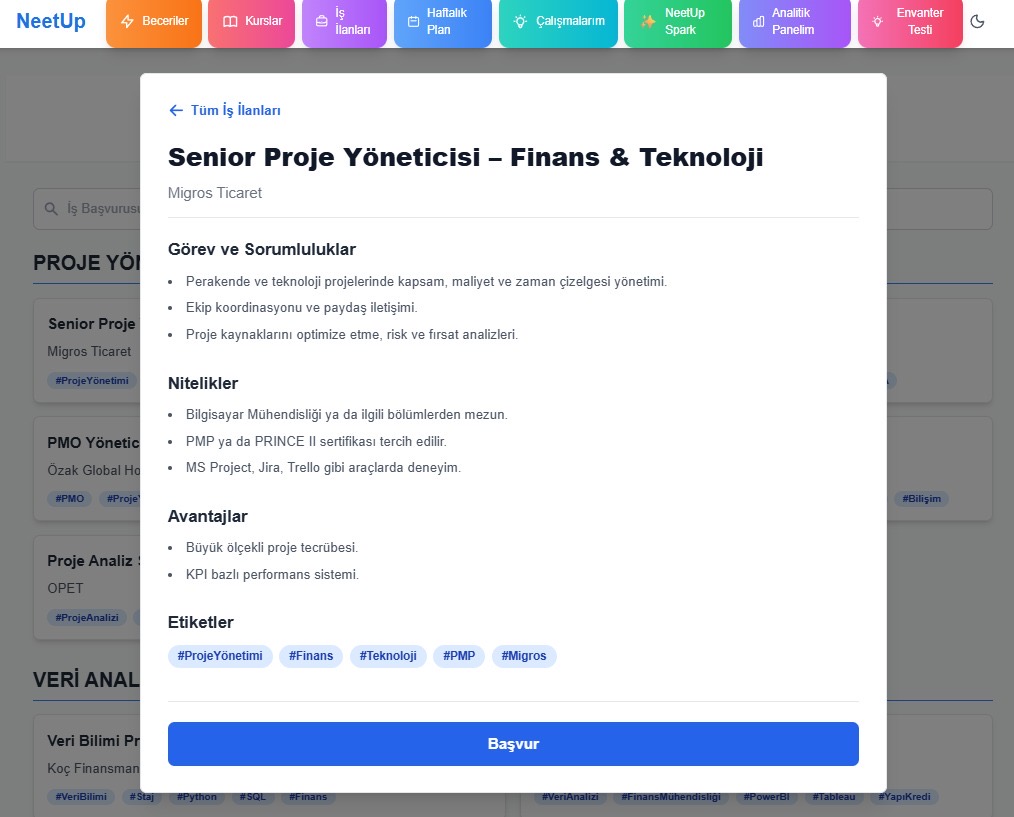 NeetUp
Beceriler
Kurslar
İş
İlanları
Haftalık
Plan
Çalışmalarım
NeetUp
Spark
Analitik
Panelim
Envanter
Testi
Tüm İş İlanları
Senior Proje Yöneticisi – Finans & Teknoloji
Migros Ticaret
Görev ve Sorumluluklar
• Perakende ve teknoloji projelerinde kapsam, maliyet ve zaman çizelgesi yönetimi.
• Ekip koordinasyonu ve paydaş iletişimi.
• Proje kaynaklarını optimize etme, risk ve fırsat analizleri.
Nitelikler
• Bilgisayar Mühendisliği ya da ilgili bölümlerden mezun.
• PMP ya da PRINCE II sertifikası tercih edilir.
• MS Project, Jira, Trello gibi araçlarda deneyim.
Avantajlar
• Büyük ölçekli proje tecrübesi.
• KPI bazlı performans sistemi.
Etiketler
#ProjeYönetimi #Finans #Teknoloji #PMP #Migros
Başvur
İş Başvurusu
PROJE YÖN
Senior Proje
Migros Ticaret
#ProjeYönetimi
PMO Yönetic
Özak Global Ho
#PMO #ProjeY
#Bilişim
Proje Analiz
OPET
#ProjeAnalizi
VERİ ANAL
Veri Bilimi Pr
Koç Finansman
#VeriBilimi #Staj #Python #SQL #Finans
#VeriAnalizi #FinansMühendisliği #PowerBI #Tableau #YapıKredi